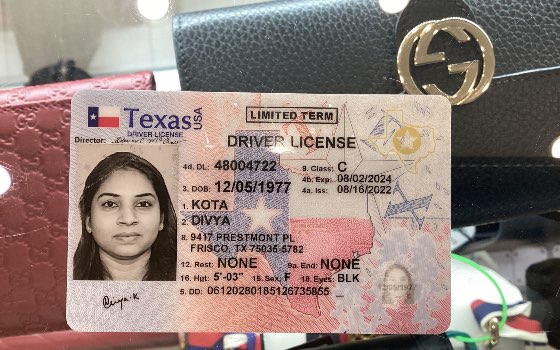 Texas USA
DRIVER LICENSE
Director:
LIMITED TERM
DRIVER LICENSE
4d. DL: 48004722 9. Class: C
4b. Exp: 08/02/2024
3. DOB: 12/05/1977 4a. Iss: 08/16/2022
1. KOTA
2. DIVYA
8. 9417 PRESTMONT PL
FRISCO, TX 75035-5782
12. Rest: NONE 9a. End: NONE
16. Hgt: 5'-03" 15. Sex: F 18. Eyes: BLK
5. DD: 06120280185126735855
Divya.K
12/05/1977